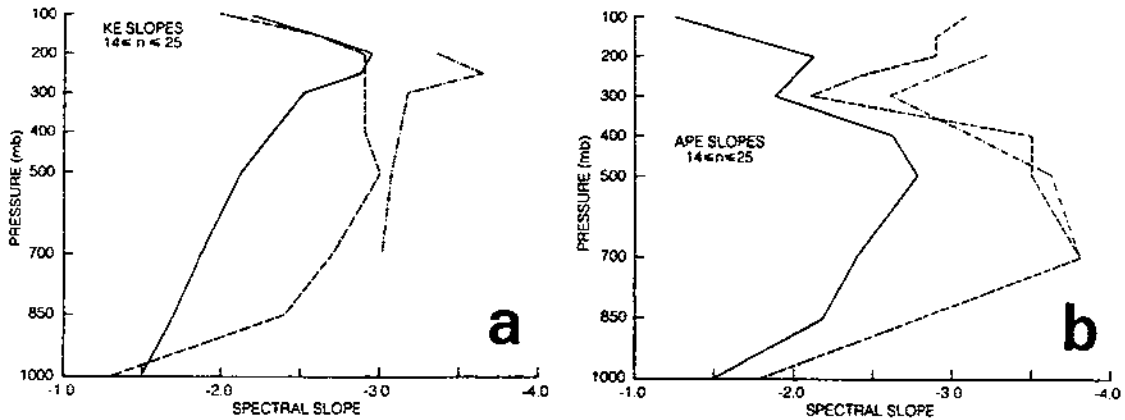 KE SLOPES
14≤ n ≤ 25
100
200
300
400
500
700
850
1000
PRESSURE (mb)
-1.0
-2.0
-3.0
-4.0
SPECTRAL SLOPE
a
APE SLOPES
14≤n≤25
100
200
300
400
500
700
850
1000
PRESSURE (mb)
-1.0
-2.0
-3.0
-4.0
SPECTRAL SLOPE
b